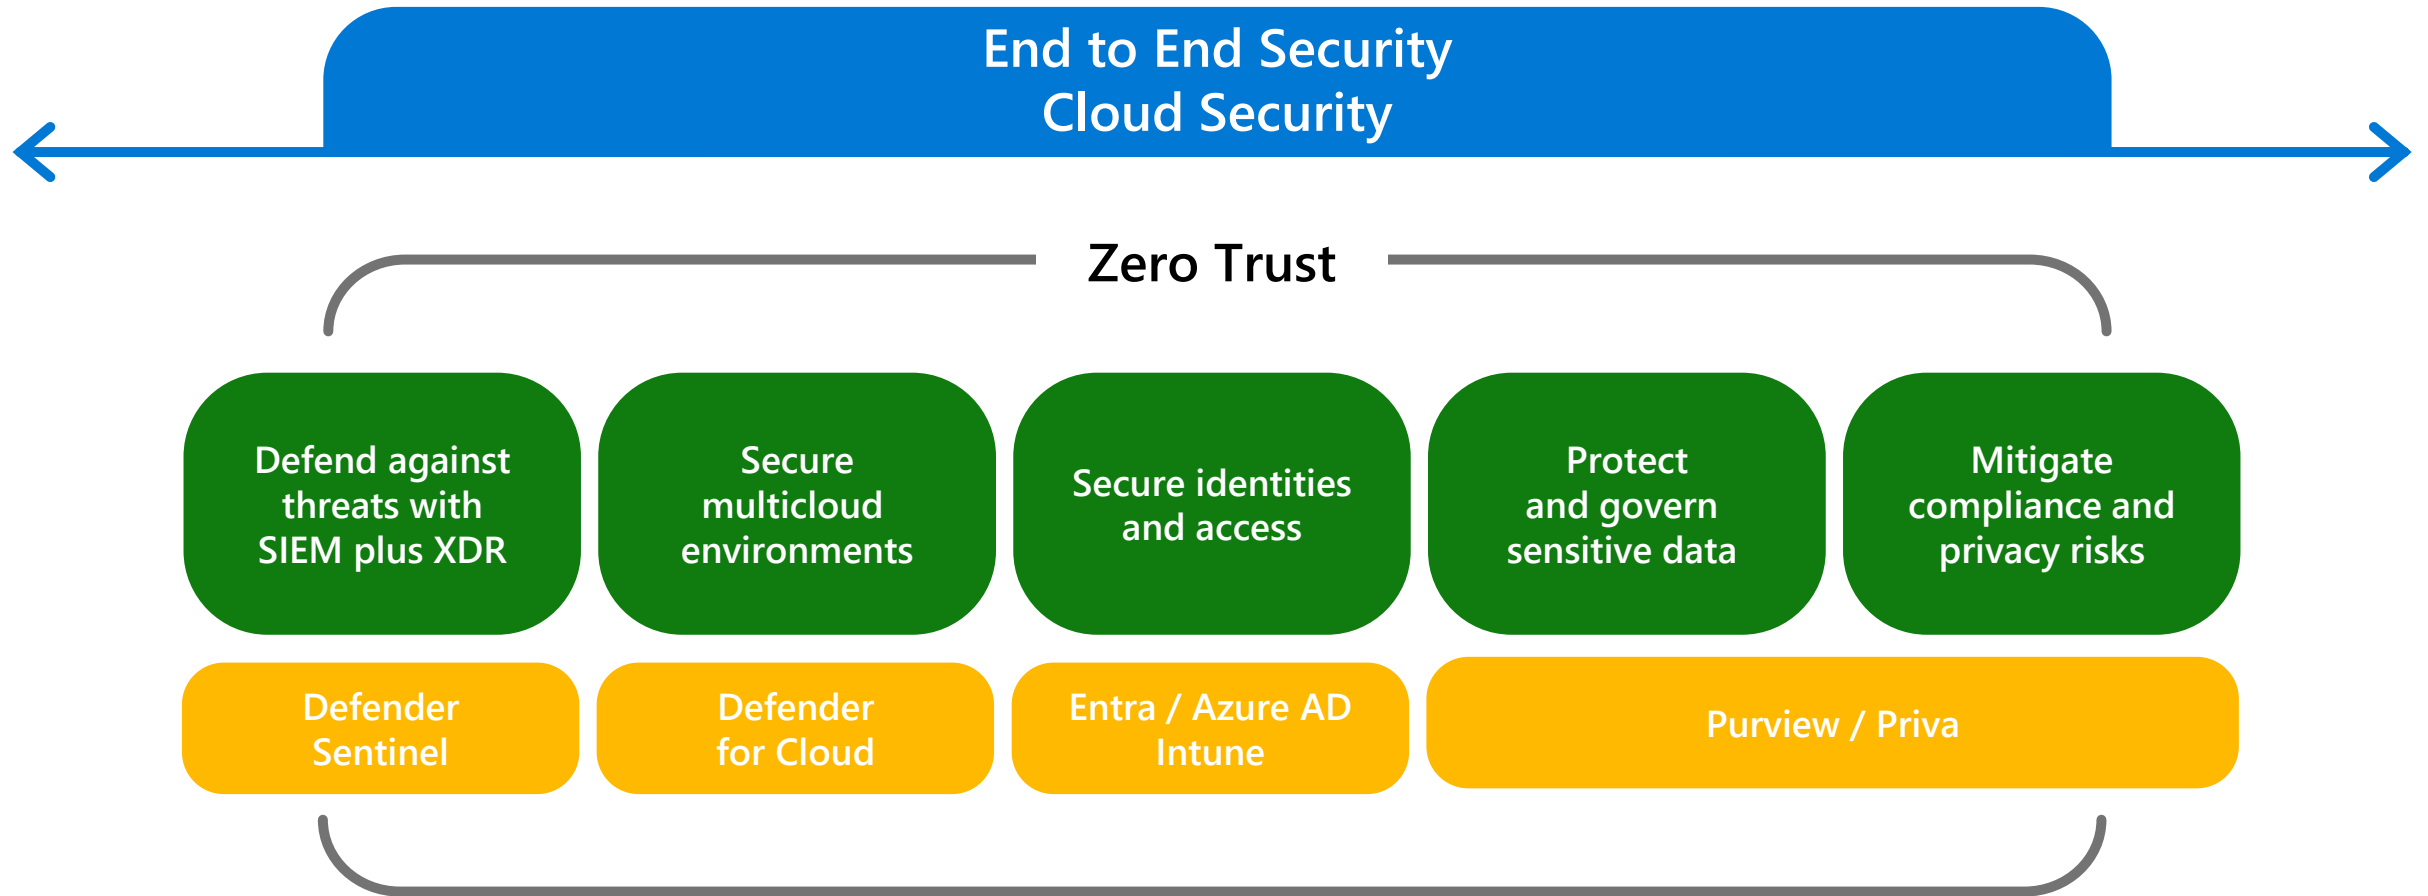 End to End Security
Cloud Security
Zero Trust
Defend against
threats with
SIEM plus XDR
Secure
multicloud
environments
Secure identities
and access
Protect
and govern
sensitive data
Mitigate
compliance and
privacy risks
Defender
Sentinel
Defender
for Cloud
Entra / Azure AD
Intune
Purview / Priva